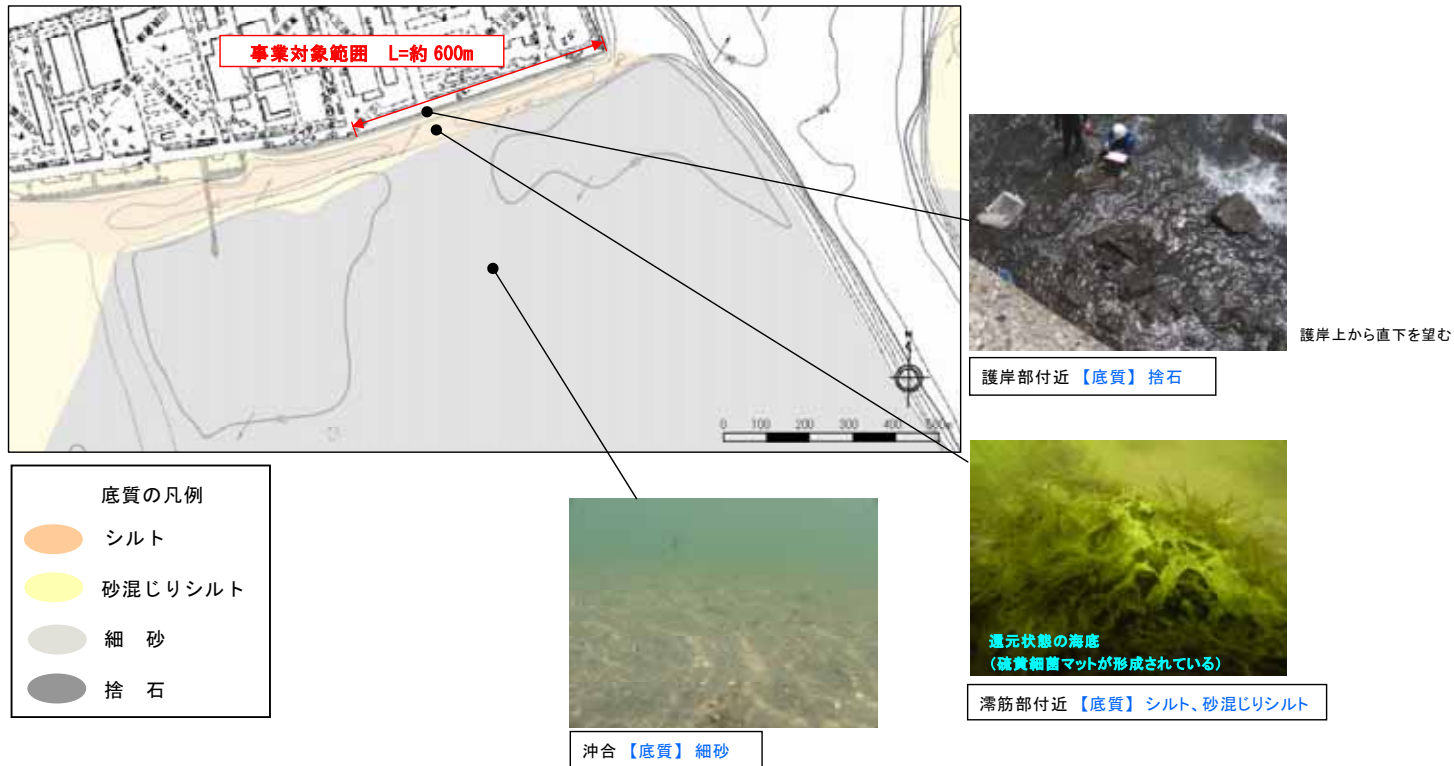 事業対象範囲 L=約 600m
N
0 100 200 300 400 500m
護岸上から直下を望む
護岸部付近 【底質】 捨石
底質の凡例
シルト
砂混じりシルト
細 砂
捨 石
還元状態の海底
(硫黄細菌マットが形成されている)
澪筋部付近 【底質】 シルト、砂混じりシルト
沖合 【底質】 細砂